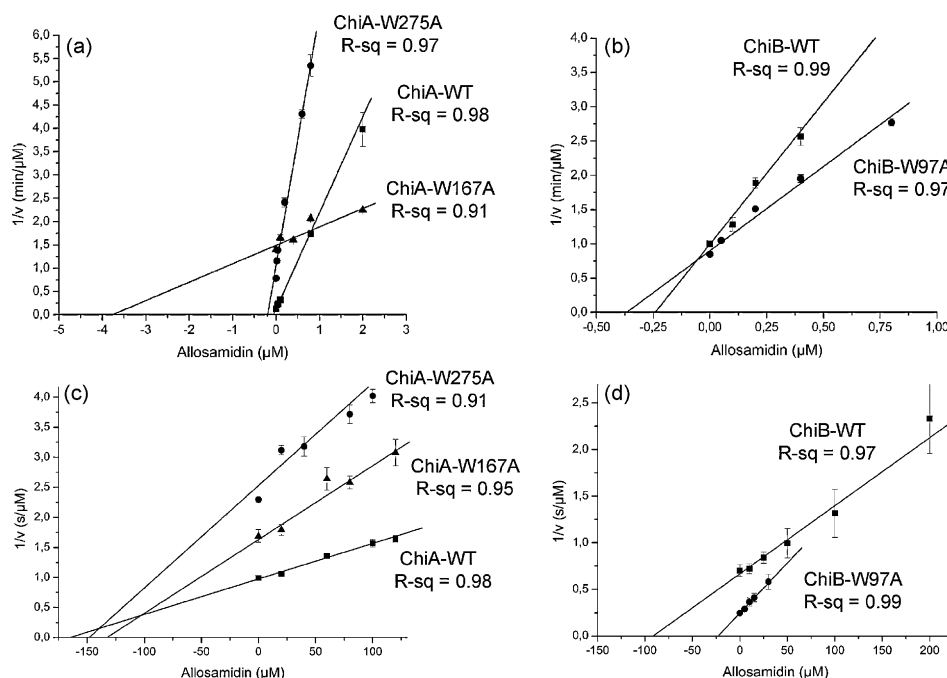 (a)
ChiA-W275A
R-sq = 0.97
ChiA-WT
R-sq = 0.98
ChiA-W167A
R-sq = 0.91
1/v (min/µM)
6,0
5,5
5,0
4,5
4,0
3,5
3,0
2,5
2,0
1,5
1,0
0,5
0,0
-5 -4 -3 -2 -1 0 1 2 3
Allosamidin (µM)
(b)
ChiB-WT
R-sq = 0.99
ChiB-W97A
R-sq = 0.97
1/v (min/µM)
4,0
3,5
3,0
2,5
2,0
1,5
1,0
0,5
0,0
-0,50 -0,25 0,00 0,25 0,50 0,75 1,00
Allosamidin (µM)
(c)
ChiA-W275A
R-sq = 0.91
ChiA-W167A
R-sq = 0.95
ChiA-WT
R-sq = 0.98
1/v (s/µM)
4,0
3,5
3,0
2,5
2,0
1,5
1,0
0,5
0,0
-150 -100 -50 0 50 100
Allosamidin (µM)
(d)
ChiB-WT
R-sq = 0.97
ChiB-W97A
R-sq = 0.99
1/v (s/µM)
2,5
2,0
1,5
1,0
0,5
0,0
-150 -100 -50 0 50 100 150 200
Allosamidin (µM)